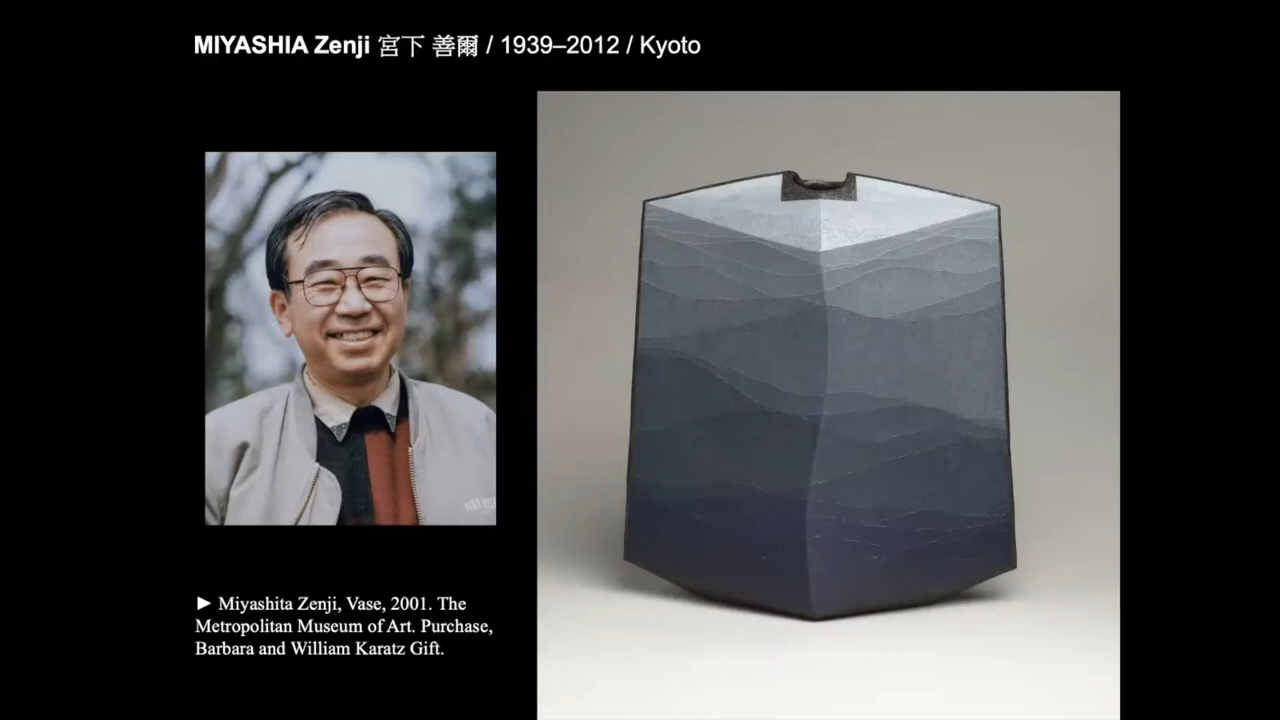 MIYASHIA Zenji 宮下 善爾 / 1939–2012 / Kyoto
► Miyashita Zenji, Vase, 2001. The
Metropolitan Museum of Art. Purchase,
Barbara and William Karatz Gift.